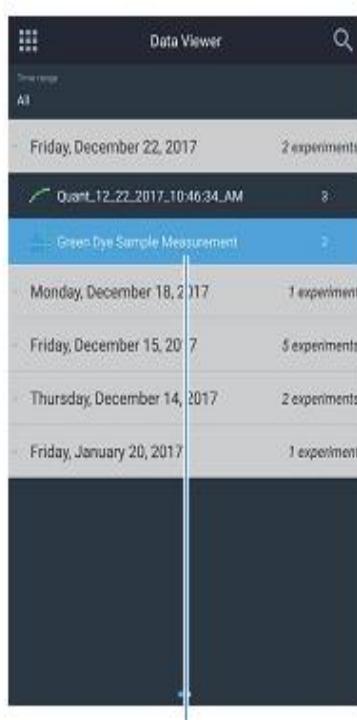 Data Viewer
Time range
All
Friday, December 22, 2017 2 experiments
Quant_12_22_2017_10:46:34_AM 3
Green Dye Sample Measurement 2
Monday, December 18, 2017 1 experiment
Friday, December 15, 2017 5 experiments
Thursday, December 14, 2017 2 experiments
Friday, January 20, 2017 1 experiment